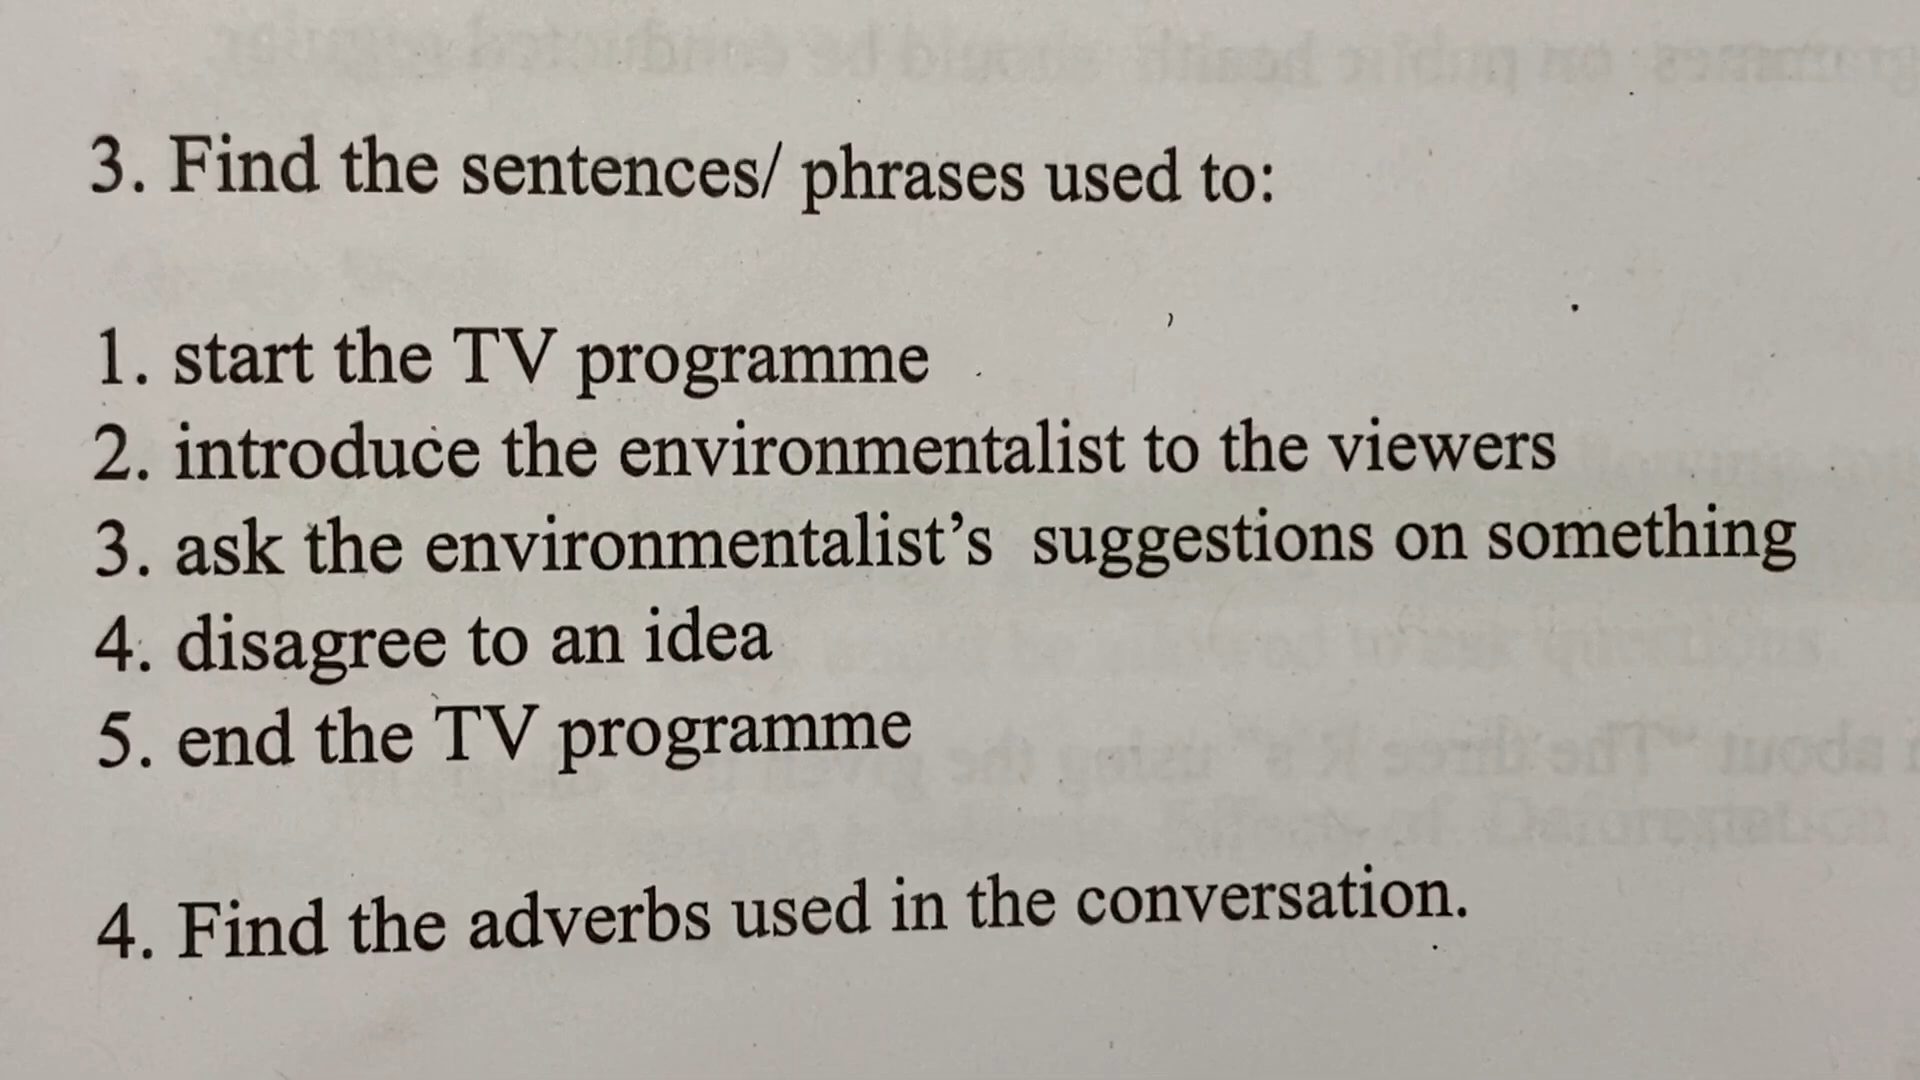 3. Find the sentences/ phrases used to:
1. start the TV programme
2. introduce the environmentalist to the viewers
3. ask the environmentalist's suggestions on something
4. disagree to an idea
5. end the TV programme
4. Find the adverbs used in the conversation.